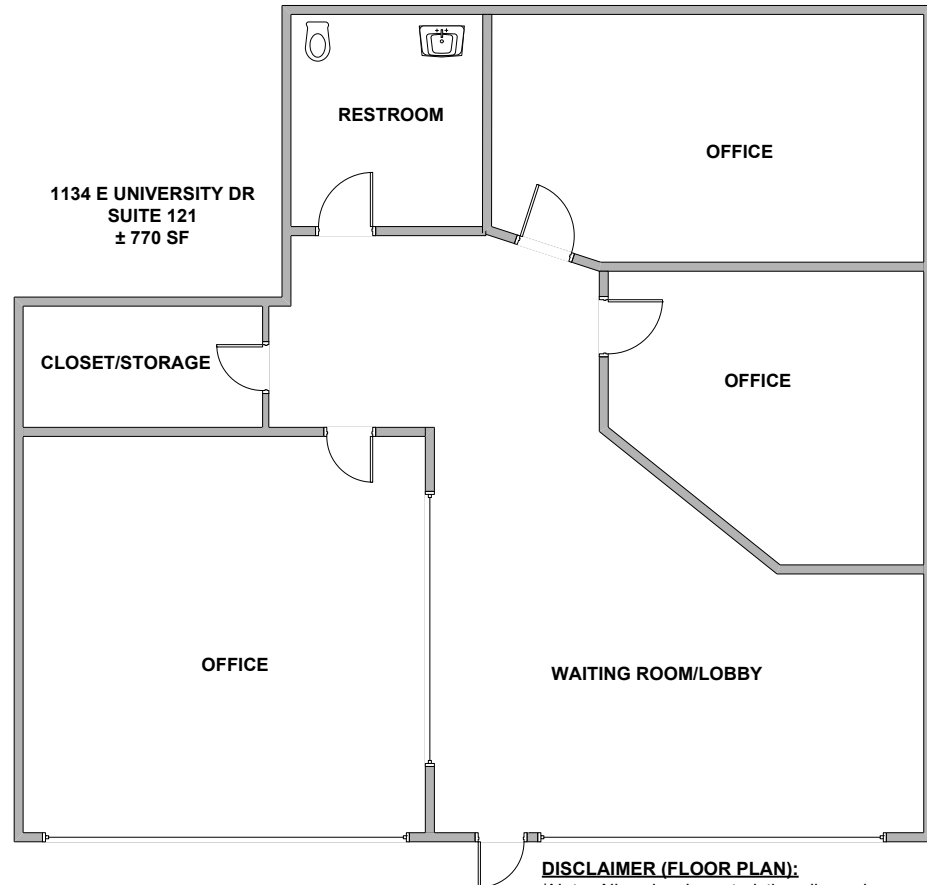 RESTROOM
OFFICE
1134 E UNIVERSITY DR
SUITE 121
± 770 SF
CLOSET/STORAGE
OFFICE
OFFICE
WAITING ROOM/LOBBY
DISCLAIMER (FLOOR PLAN):